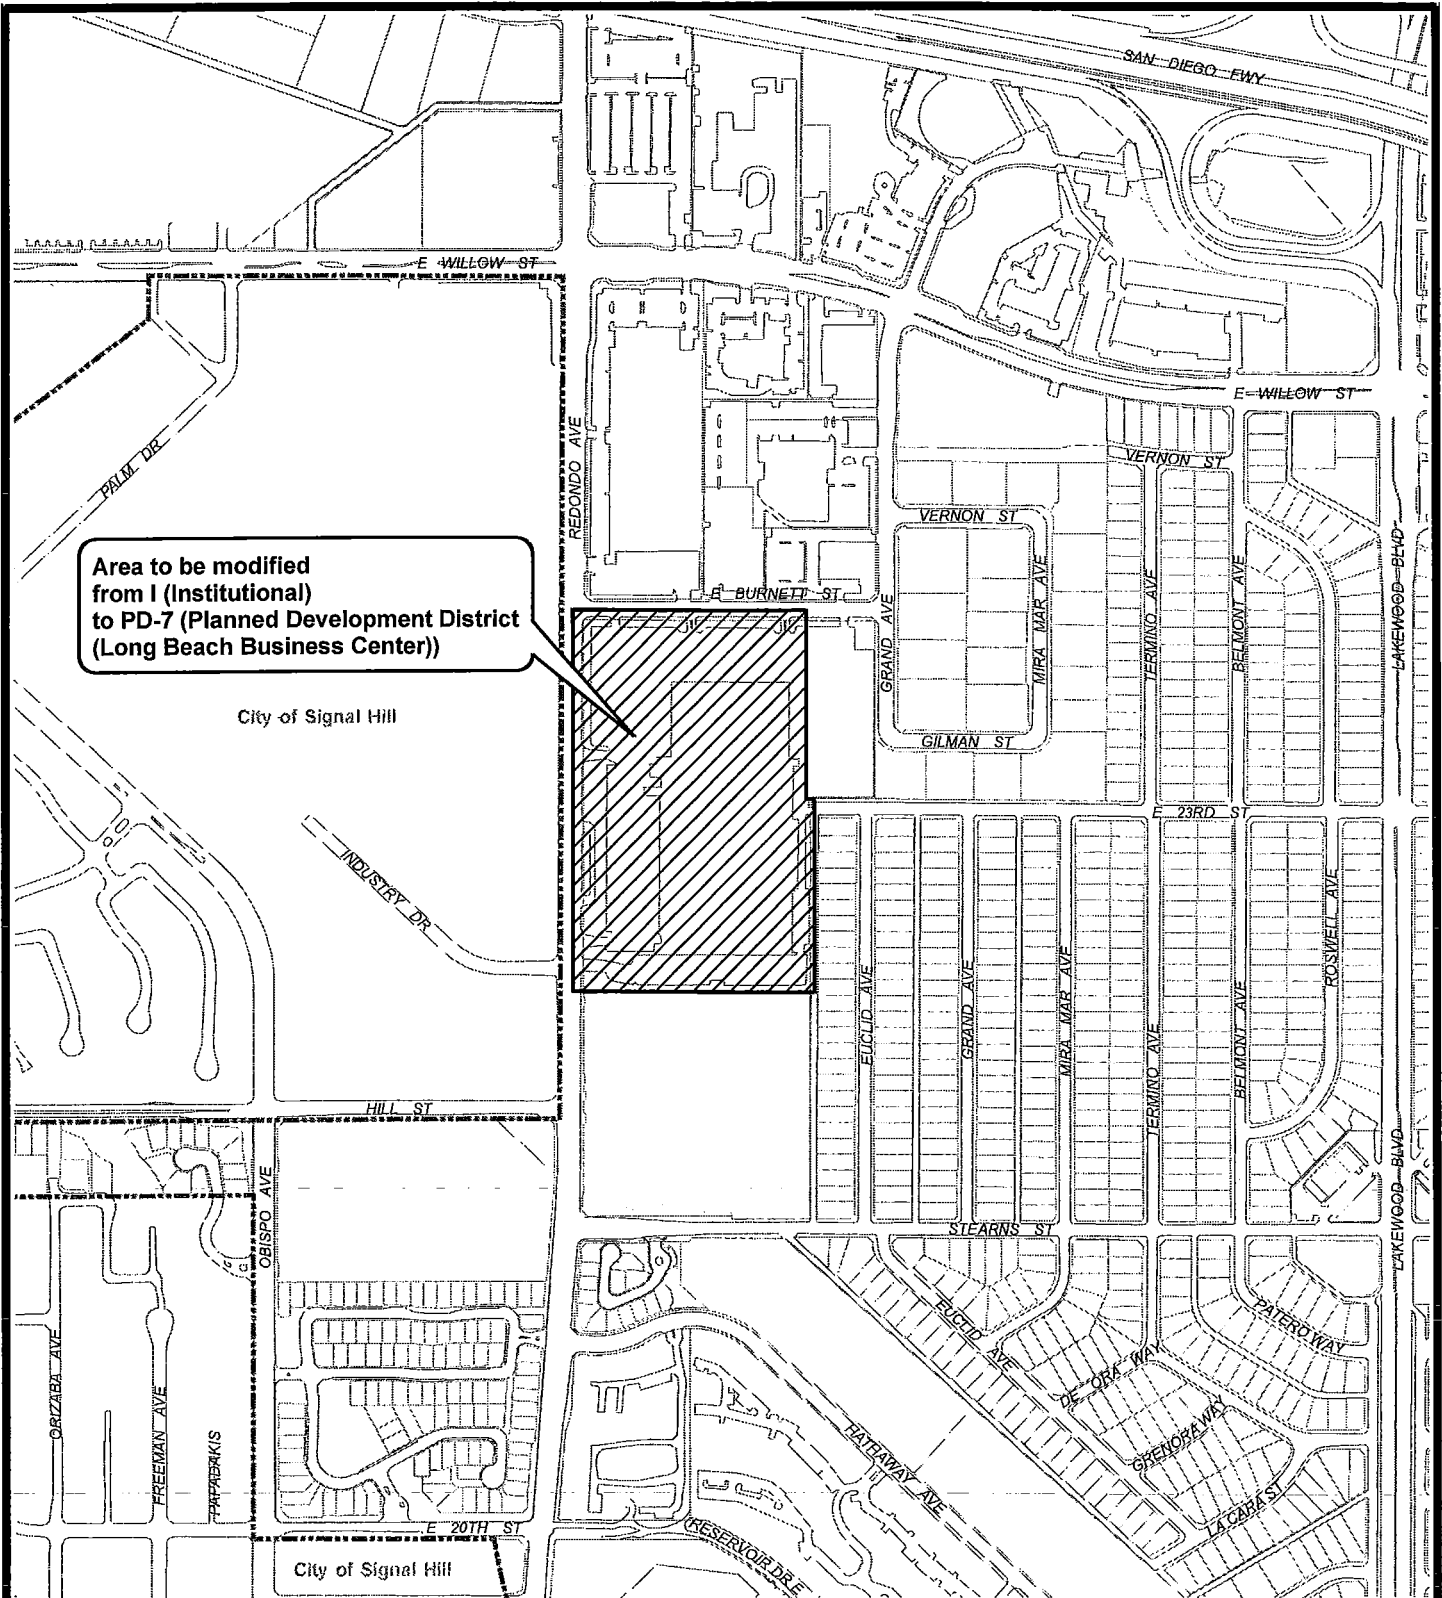 SAN DIEGO FWY
E WILLOW ST
E WILLOW ST
PALM DR
REDONDO AVE
VERNON ST
VERNON ST
Area to be modified
from I (Institutional)
to PD-7 (Planned Development District
(Long Beach Business Center))
E BURNETT ST
GRAND AVE
MIRA MAR AVE
TERMINO AVE
BELMONT AVE
LAKEWOOD BLVD
City of Signal Hill
GILMAN ST
E 23RD ST
INDUSTRY DR
EUCLID AVE
GRAND AVE
MIRA MAR AVE
TERMINO AVE
BELMONT AVE
ROSWELL AVE
HILL ST
OBISPO AVE
LAKEWOOD BLVD
STEARNS ST
ORIZABA AVE
FREEMAN AVE
PAPADAKIS
EUCLID AVE
PATERO WAY
DE ORA WAY
GRENORA WAY
HATHAWAY AVE
LA CARA ST
E 20TH ST
RESERVOIR DR E
City of Signal Hill